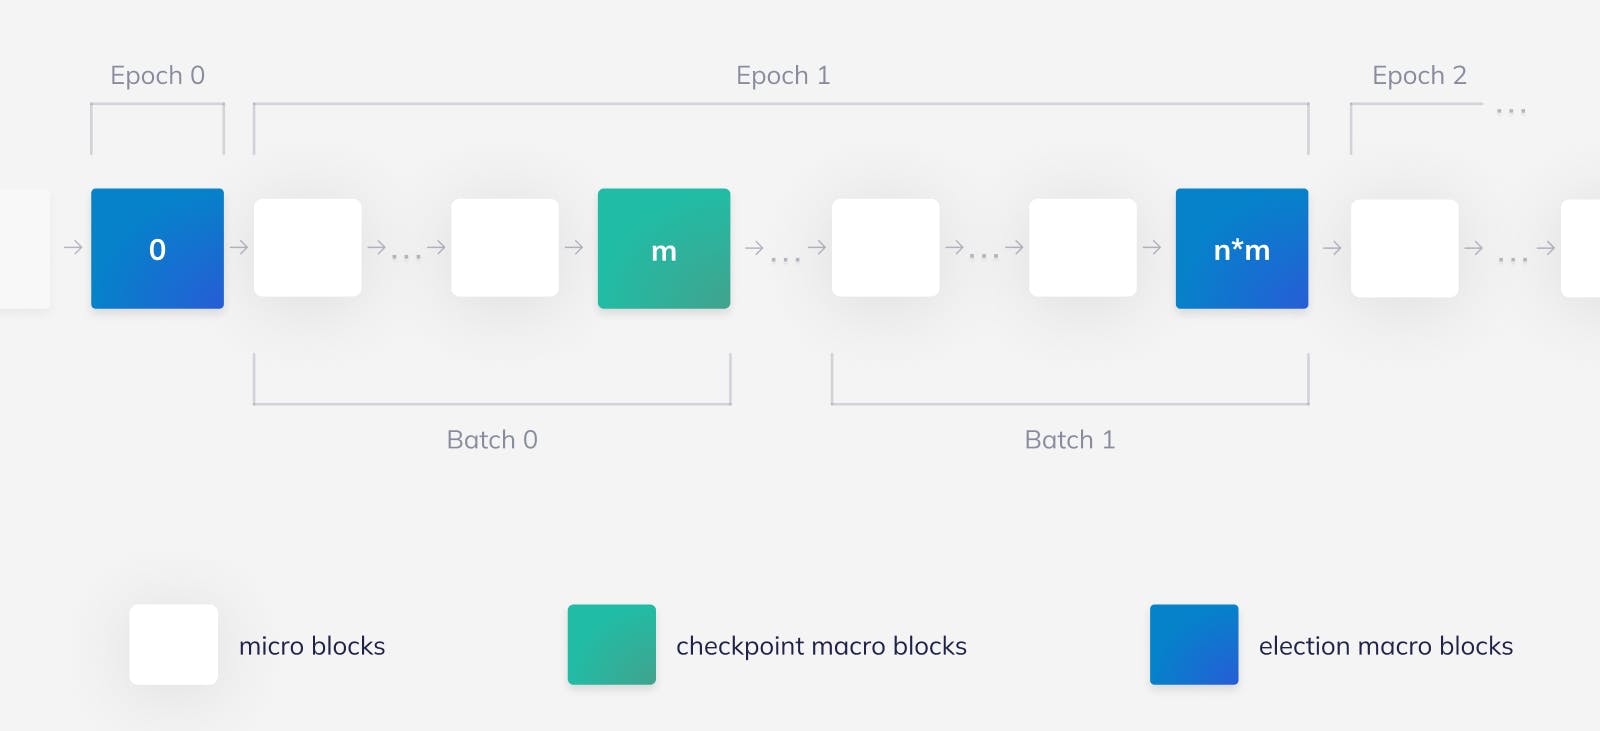 Epoch 0
Epoch 1
Epoch 2
...
0
...
m
...
...
n*m
...
Batch 0
Batch 1
micro blocks
checkpoint macro blocks
election macro blocks